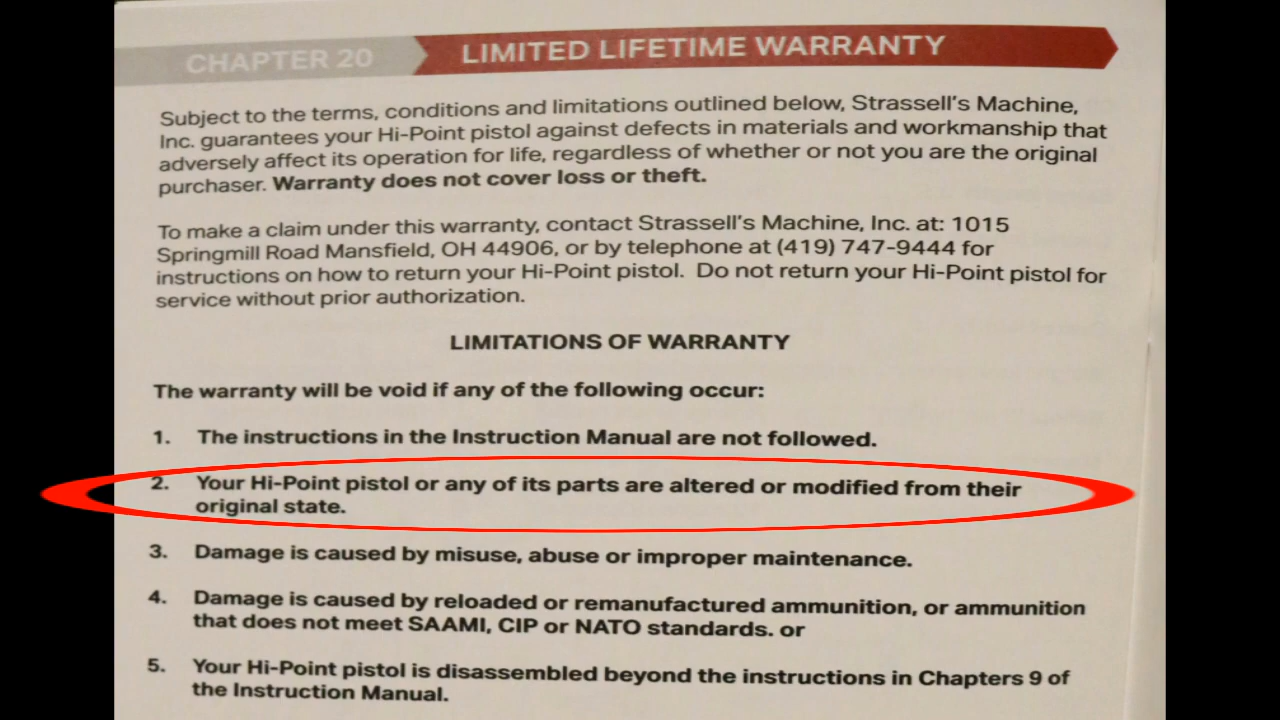 CHAPTER 20 LIMITED LIFETIME WARRANTY
Subject to the terms, conditions and limitations outlined below, Strassell's Machine,
Inc. guarantees your Hi-Point pistol against defects in materials and workmanship that
adversely affect its operation for life, regardless of whether or not you are the original
purchaser. Warranty does not cover loss or theft.
To make a claim under this warranty, contact Strassell's Machine, Inc. at: 1015
Springmill Road Mansfield, OH 44906, or by telephone at (419) 747-9444 for
instructions on how to return your Hi-Point pistol. Do not return your Hi-Point pistol for
service without prior authorization.
LIMITATIONS OF WARRANTY
The warranty will be void if any of the following occur:
1. The instructions in the Instruction Manual are not followed.
2. Your Hi-Point pistol or any of its parts are altered or modified from their
original state.
3. Damage is caused by misuse, abuse or improper maintenance.
4. Damage is caused by reloaded or remanufactured ammunition, or ammunition
that does not meet SAAMI, CIP or NATO standards. or
5. Your Hi-Point pistol is disassembled beyond the instructions in Chapters 9 of
the Instruction Manual.